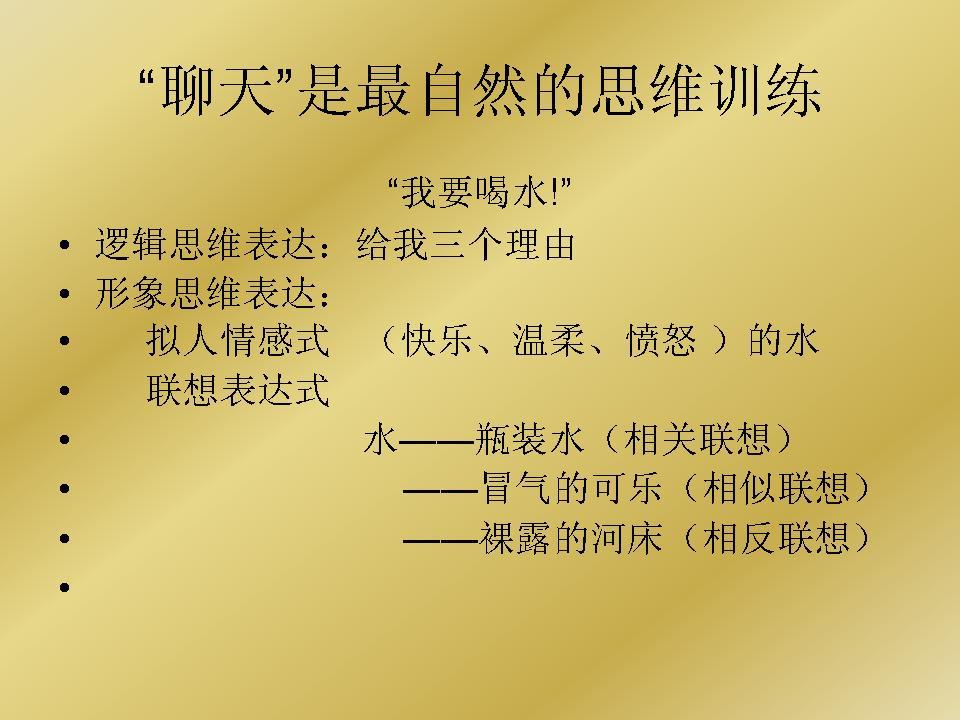 “聊天”是最自然的思维训练
“我要喝水!”
• 逻辑思维表达：给我三个理由
• 形象思维表达：
• 拟人情感式 （快乐、温柔、愤怒 ）的水
• 联想表达式
• 水——瓶装水（相关联想）
• ——冒气的可乐（相似联想）
• ——裸露的河床（相反联想）
•